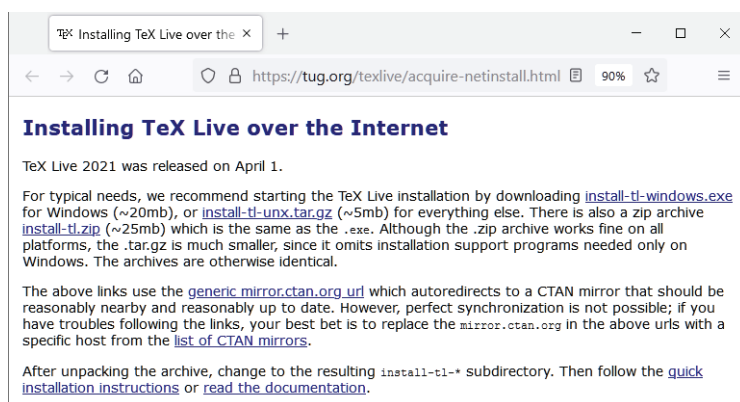 TEX Installing TeX Live over the
https://tug.org/texlive/acquire-netinstall.html 90%
Installing TeX Live over the Internet
TeX Live 2021 was released on April 1.
For typical needs, we recommend starting the TeX Live installation by downloading install-tl-windows.exe
for Windows (~20mb), or install-tl-unx.tar.gz (~5mb) for everything else. There is also a zip archive
install-tl.zip (~25mb) which is the same as the .exe. Although the .zip archive works fine on all
platforms, the .tar.gz is much smaller, since it omits installation support programs needed only on
Windows. The archives are otherwise identical.
The above links use the generic mirror.ctan.org url which autoredirects to a CTAN mirror that should be
reasonably nearby and reasonably up to date. However, perfect synchronization is not possible; if you
have troubles following the links, your best bet is to replace the mirror.ctan.org in the above urls with a
specific host from the list of CTAN mirrors.
After unpacking the archive, change to the resulting install-tl-* subdirectory. Then follow the quick
installation instructions or read the documentation.